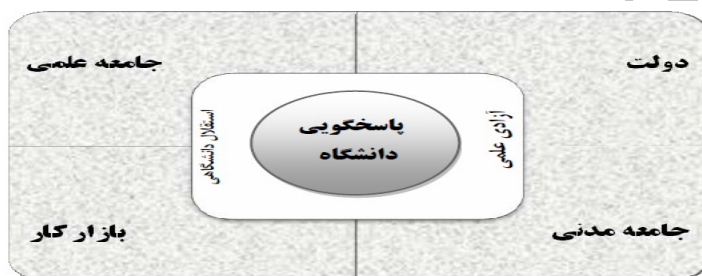 دولت
جامعه علمی
آزادی علمی
پاسخگویی
دانشگاه
استقلال دانشگاهی
جامعه مدنی
بازار کار